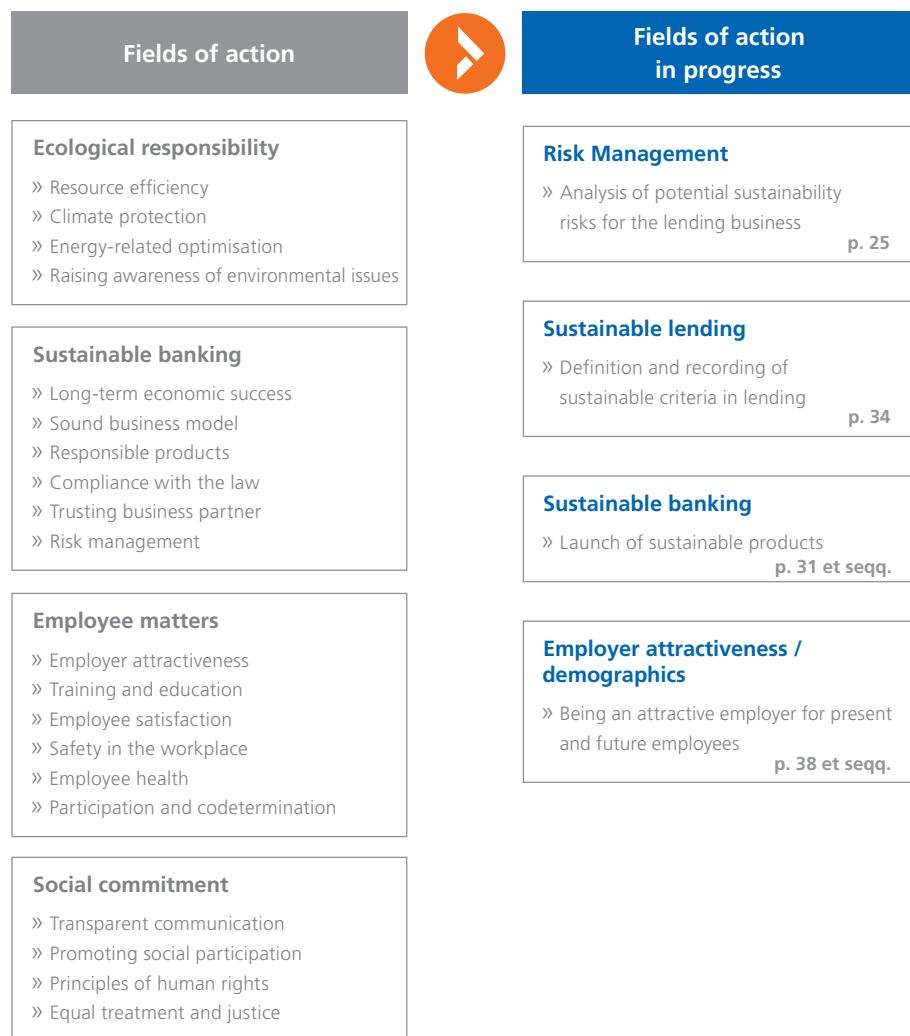 Fields of action
Ecological responsibility
» Resource efficiency
» Climate protection
» Energy-related optimisation
» Raising awareness of environmental issues
Sustainable banking
» Long-term economic success
» Sound business model
» Responsible products
» Compliance with the law
» Trusting business partner
» Risk management
Employee matters
» Employer attractiveness
» Training and education
» Employee satisfaction
» Safety in the workplace
» Employee health
» Participation and codetermination
Social commitment
» Transparent communication
» Promoting social participation
» Principles of human rights
» Equal treatment and justice
Fields of action
in progress
Risk Management
» Analysis of potential sustainability
risks for the lending business
p. 25
Sustainable lending
» Definition and recording of
sustainable criteria in lending
p. 34
Sustainable banking
» Launch of sustainable products
p. 31 et seqq.
Employer attractiveness /
demographics
» Being an attractive employer for present
and future employees
p. 38 et seqq.